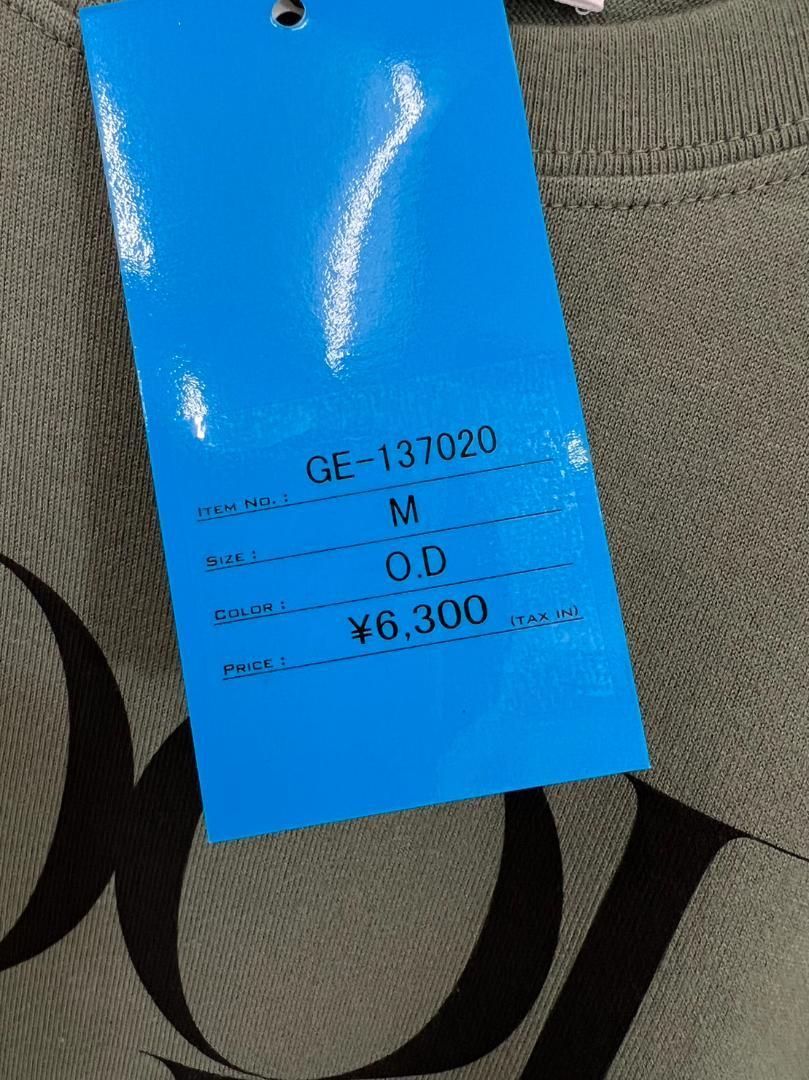 ITEM NO. : GE-137020
SIZE : M
COLOR : O.D
PRICE : ¥6,300 (TAX IN)